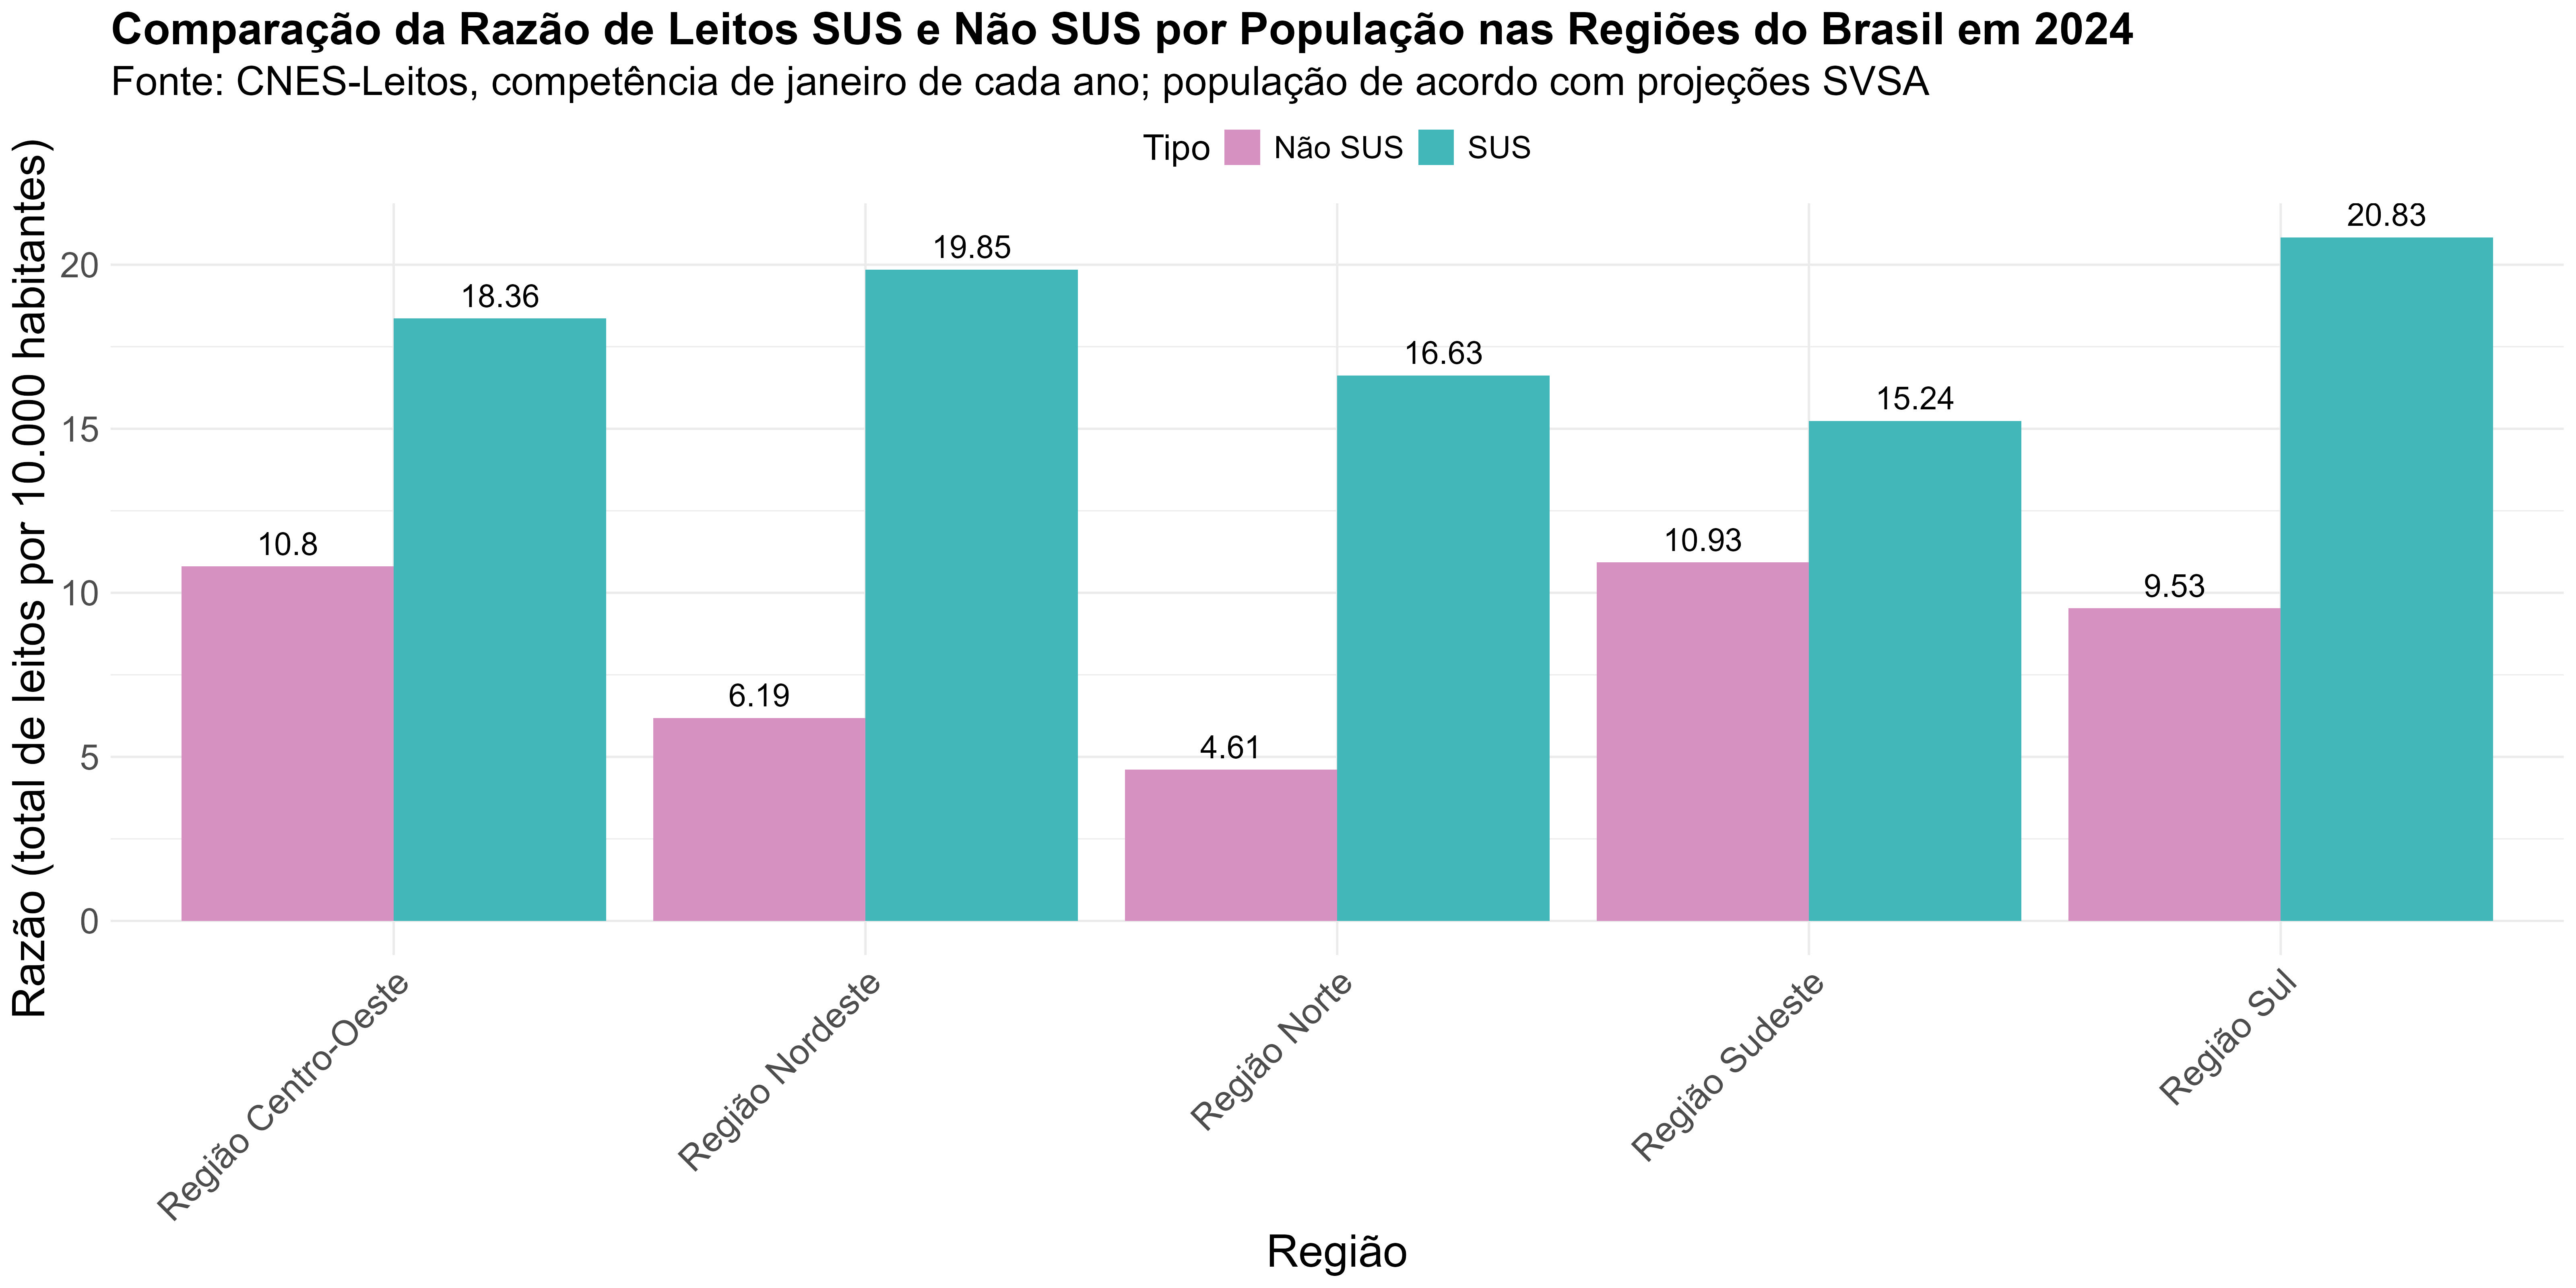 Comparação da Razão de Leitos SUS e Não SUS por População nas Regiões do Brasil em 2024
Fonte: CNES-Leitos, competência de janeiro de cada ano; população de acordo com projeções SVSA
Tipo Não SUS SUS
Razão (total de leitos por 10.000 habitantes)
20
15
10
5
0
10.8
18.36
6.19
19.85
4.61
16.63
10.93
15.24
9.53
20.83
Região Centro-Oeste
Região Nordeste
Região Norte
Região Sudeste
Região Sul
Região